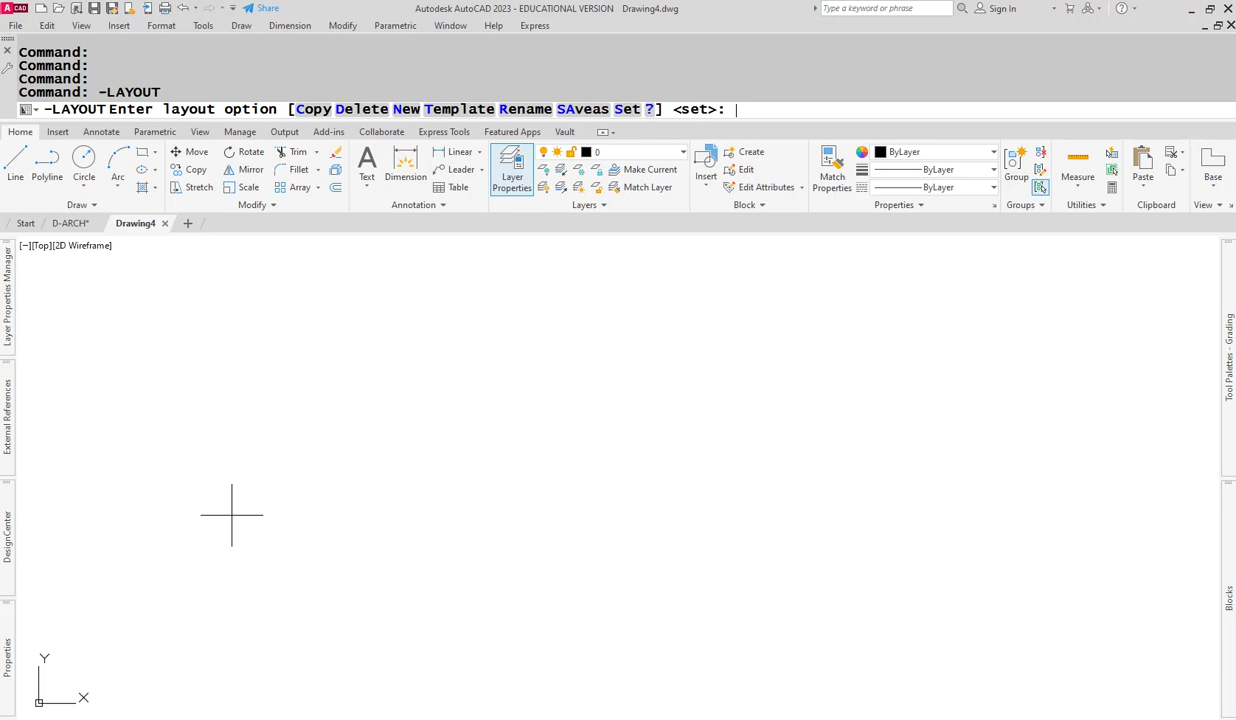 CAD
Share
Autodesk AutoCAD 2023 - EDUCATIONAL VERSION Drawing4.dwg
Type a keyword or phrase
Sign In
File Edit View Insert Format Tools Draw Dimension Modify Parametric Window Help Express
Command:
Command:
Command:
Command: -LAYOUT
-LAYOUT Enter layout option [Copy Delete New Template Rename SAveas Set ?] <set>:
Home Insert Annotate Parametric View Manage Output Add-ins Collaborate Express Tools Featured Apps Vault
Line Polyline Circle Arc
Draw
Move Rotate Trim
Copy Mirror Fillet
Stretch Scale Array
Modify
Text Dimension
Linear
Leader
Table
Annotation
Layer Properties
0
Make Current
Match Layer
Layers
Insert
Create
Edit
Edit Attributes
Block
Match Properties
ByLayer
ByLayer
ByLayer
Properties
Group
Groups
Measure
Utilities
Paste
Clipboard
Base
View
Start D-ARCH* Drawing4
[−][Top][2D Wireframe]
Layer Properties Manager
External References
DesignCenter
Properties
Tool Palettes - Grading
Blocks
Y
X